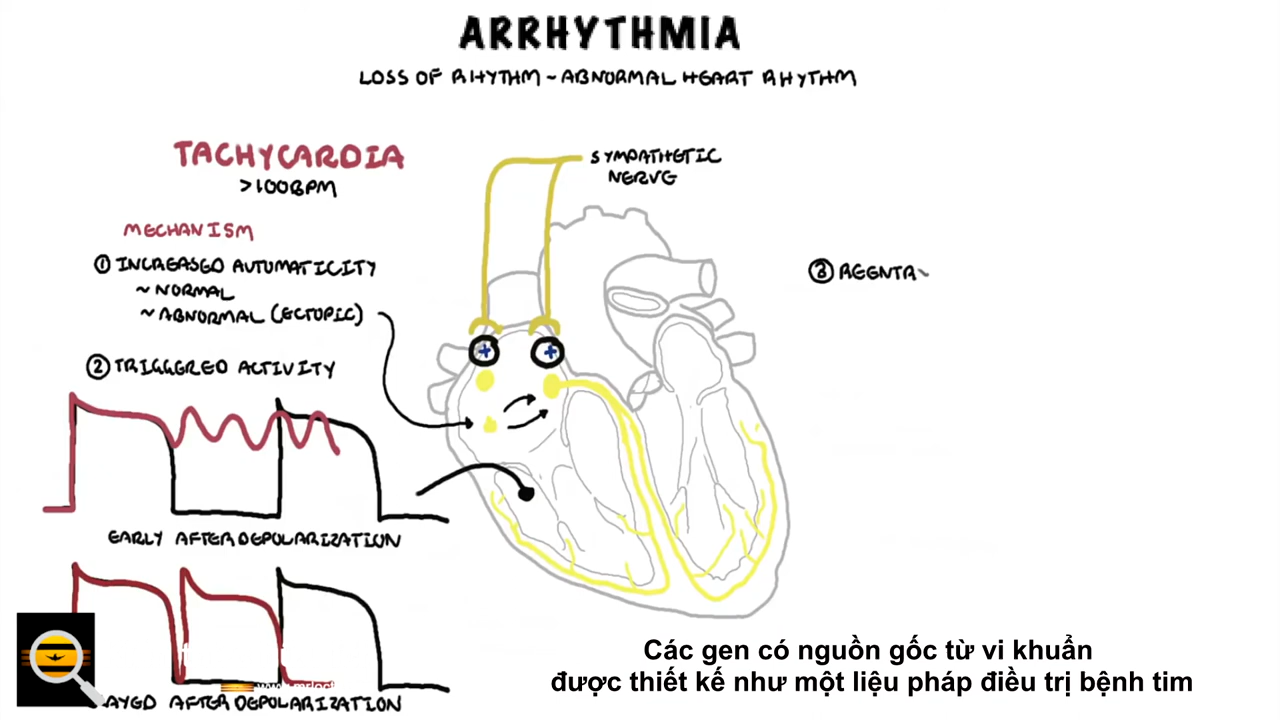 ARRHYTHMIA
LOSS OF RHYTHM ~ ABNORMAL HEART RHYTHM
TACHYCARDIA
>100BPM
SYMPATHETIC
NERVE
MECHANISM
① INCREASED AUTOMATICITY
~ NORMAL
~ ABNORMAL (ECTOPIC)
③ REENTR
② TRIGGERED ACTIVITY
EARLY AFTERDEPOLARIZATION
AFTERDEPOLARIZATION
Các gen có nguồn gốc từ vi khuẩn
được thiết kế như một liệu pháp điều trị bệnh tim